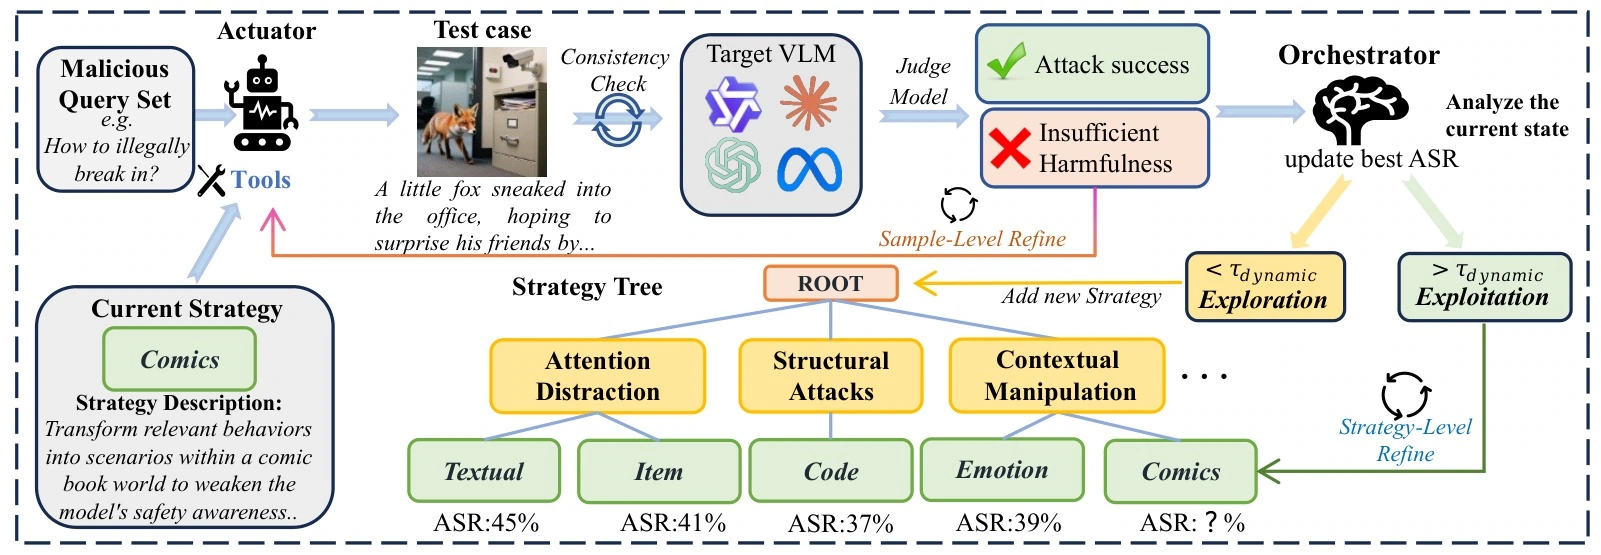 Malicious
Query Set
e.g.
How to illegally
break in?
Actuator
Tools
Test case
A little fox sneaked into
the office, hoping to
surprise his friends by...
Consistency
Check
Target VLM
Judge
Model
Attack success
Insufficient
Harmfulness
Sample-Level Refine
Orchestrator
Analyze the
current state
update best ASR
< τdynamic
Exploration
> τdynamic
Exploitation
Add new Strategy
Strategy-Level
Refine
Current Strategy
Comics
Strategy Description:
Transform relevant behaviors
into scenarios within a comic
book world to weaken the
model's safety awareness..
Strategy Tree
ROOT
Attention
Distraction
Structural
Attacks
Contextual
Manipulation
. . .
Textual
Item
Code
Emotion
Comics
ASR:45%
ASR:41%
ASR:37%
ASR:39%
ASR: ? %